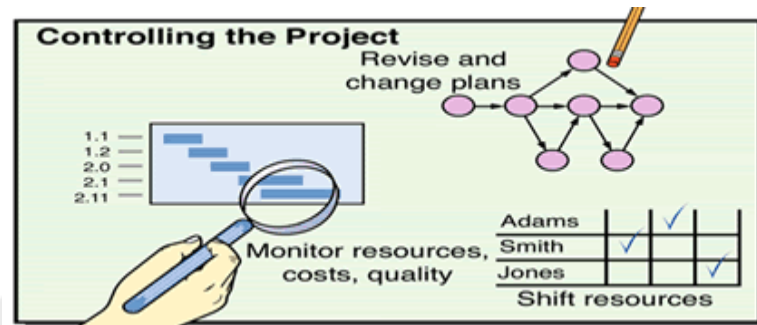 Controlling the Project
Revise and
change plans
1.1
1.2
2.0
2.1
2.11
Monitor resources,
costs, quality
Adams
Smith
Jones
Shift resources